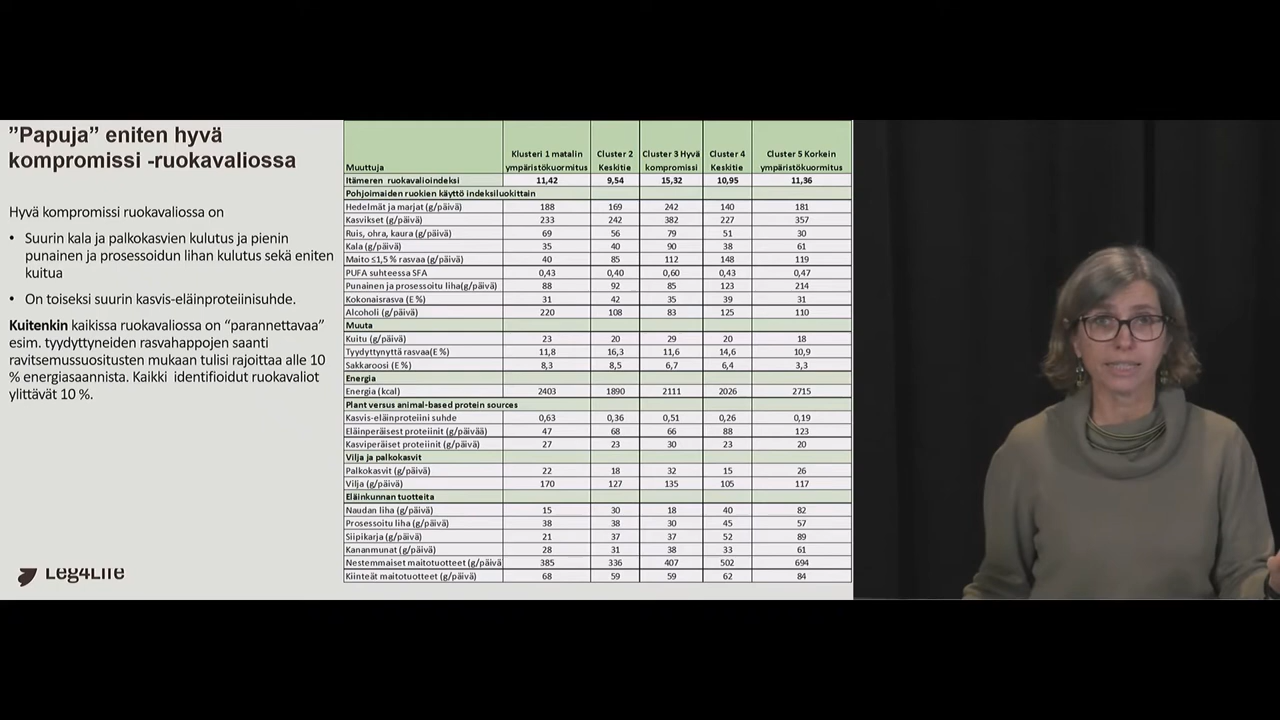 ”Papuja” eniten hyvä
kompromissi -ruokavaliossa
Hyvä kompromissi ruokavaliossa on
• Suurin kala ja palkokasvien kulutus ja pienin
punainen ja prosessoidun lihan kulutus sekä eniten
kuitua
• On toiseksi suurin kasvis-eläinproteiinisuhde.
Kuitenkin kaikissa ruokavaliossa on “parannettavaa”
esim. tyydyttyneiden rasvahappojen saanti
ravitsemussuositusten mukaan tulisi rajoittaa alle 10
% energiasaannista. Kaikki identifioidut ruokavaliot
ylittävät 10 %.
Leg4Life
Muuttuja Klusteri 1 matalin ympäristökuormitus Cluster 2 Keskitie Cluster 3 Hyvä kompromissi Cluster 4 Keskitie Cluster 5 Korkein ympäristökuormitus
Itämeren ruokavalioindeksi 11,42 9,54 15,32 10,95 11,36
Pohjoimaiden ruokien käyttö indeksiluokittain
Hedelmät ja marjat (g/päivä) 188 169 242 140 181
Kasvikset (g/päivä) 233 242 382 227 357
Ruis, ohra, kaura (g/päivä) 69 56 79 51 30
Kala (g/päivä) 35 40 90 38 61
Maito ≤1,5 % rasvaa (g/päivä) 40 85 112 148 119
PUFA suhteessa SFA 0,43 0,40 0,60 0,43 0,47
Punainen ja prosessoitu liha(g/päivä) 88 92 85 123 214
Kokonaisrasva (E %) 31 42 35 39 31
Alcoholi (g/päivä) 220 108 83 125 110
Muuta
Kuitu (g/päivä) 23 20 29 20 18
Tyydyttynyttä rasvaa(E %) 11,8 16,3 11,6 14,6 10,9
Sakkaroosi (E %) 8,3 8,5 6,7 6,4 3,3
Energia
Energia (kcal) 2403 1890 2111 2026 2715
Plant versus animal-based protein sources
Kasvis-eläinproteiini suhde 0,63 0,36 0,51 0,26 0,19
Eläinperäisest proteiinit (g/päivää) 47 68 66 88 123
Kasviperäiset proteiinit (g/päivä) 27 23 30 23 20
Vilja ja palkokasvit
Palkokasvit (g/päivä) 22 18 32 15 26
Vilja (g/päivä) 170 127 135 105 117
Eläinkunnan tuotteita
Naudan liha (g/päivä) 15 30 18 40 82
Prosessoitu liha (g/päivä) 38 38 30 45 57
Siipikarja (g/päivä) 21 37 37 52 89
Kananmunat (g/päivä) 28 31 38 33 61
Nestemmaiset maitotuotteet (g/päivä 385 336 407 502 694
Kiinteät maitotuotteet (g/päivä) 68 59 59 62 84